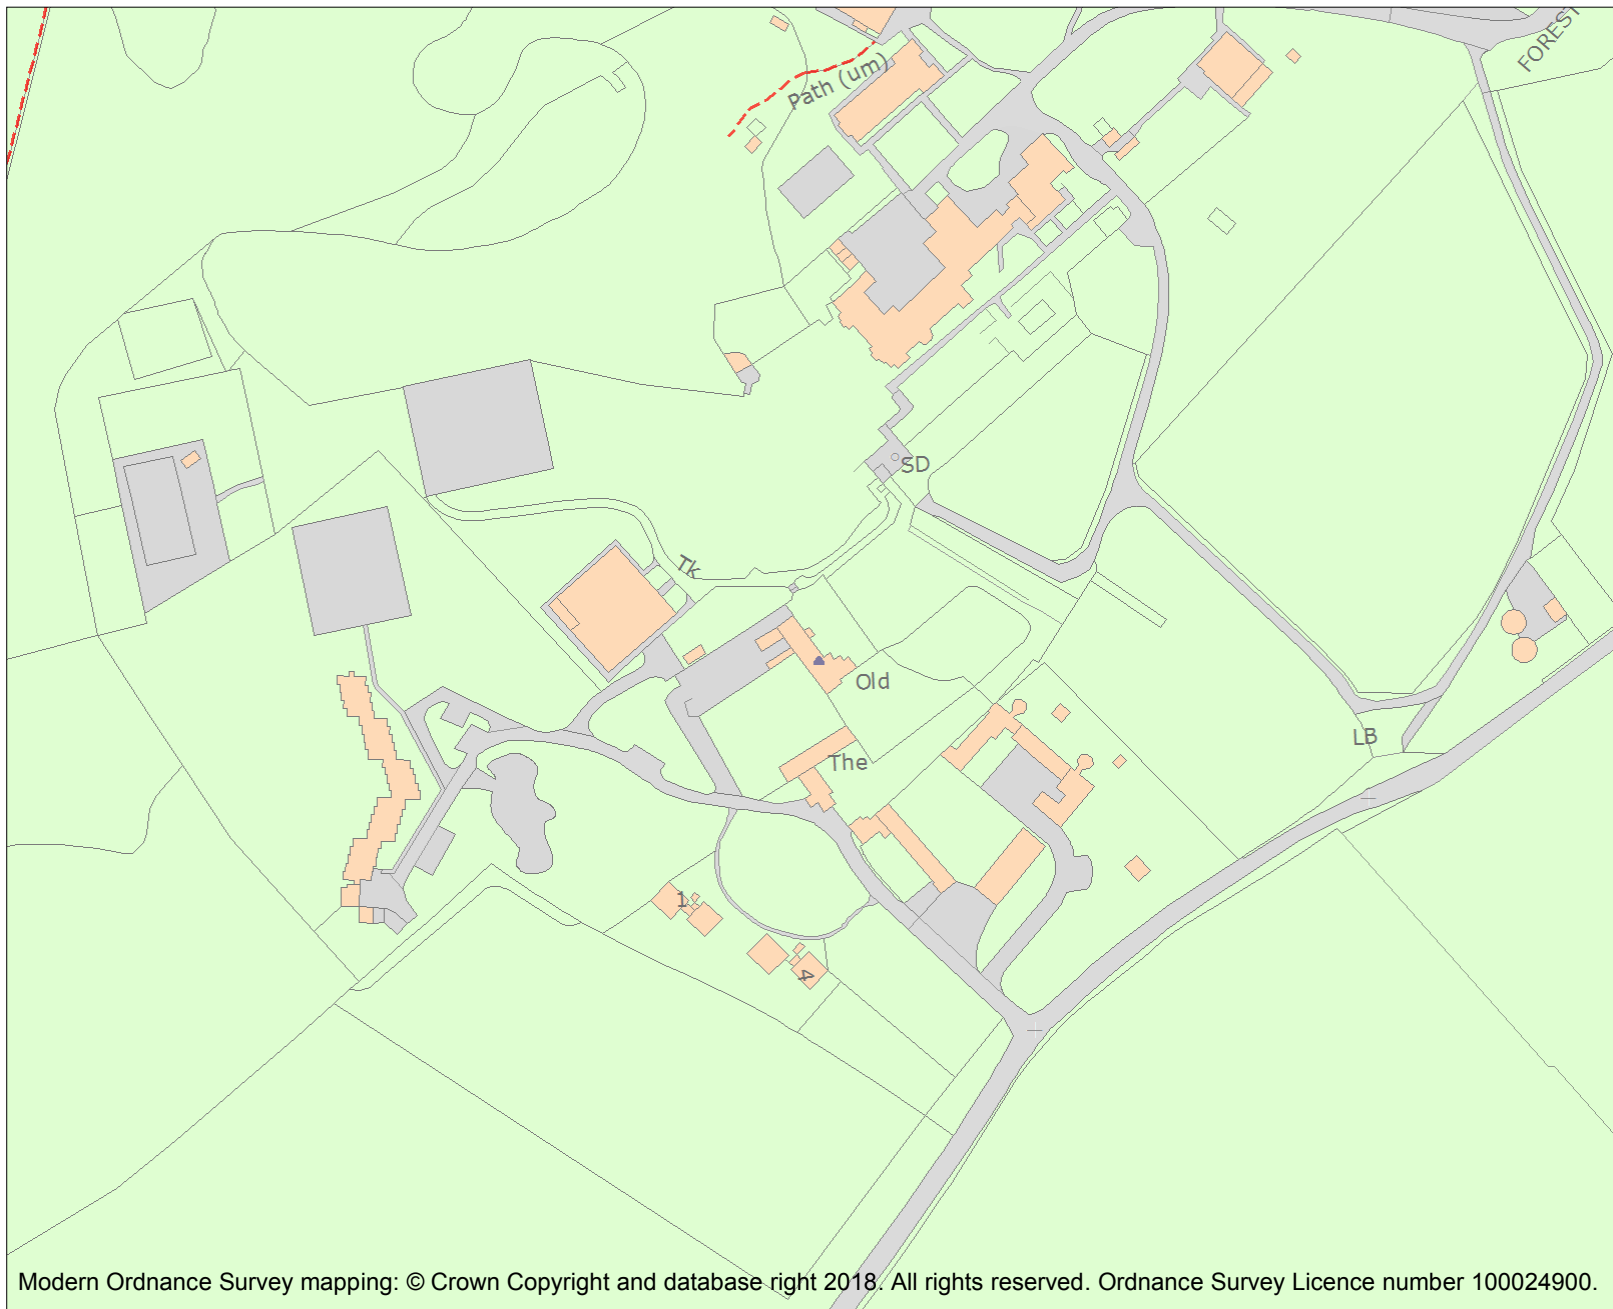 FOREST
Path (um)
SD
Tk
Old
LB
The
1
4
Modern Ordnance Survey mapping: © Crown Copyright and database right 2018. All rights reserved. Ordnance Survey Licence number 100024900.